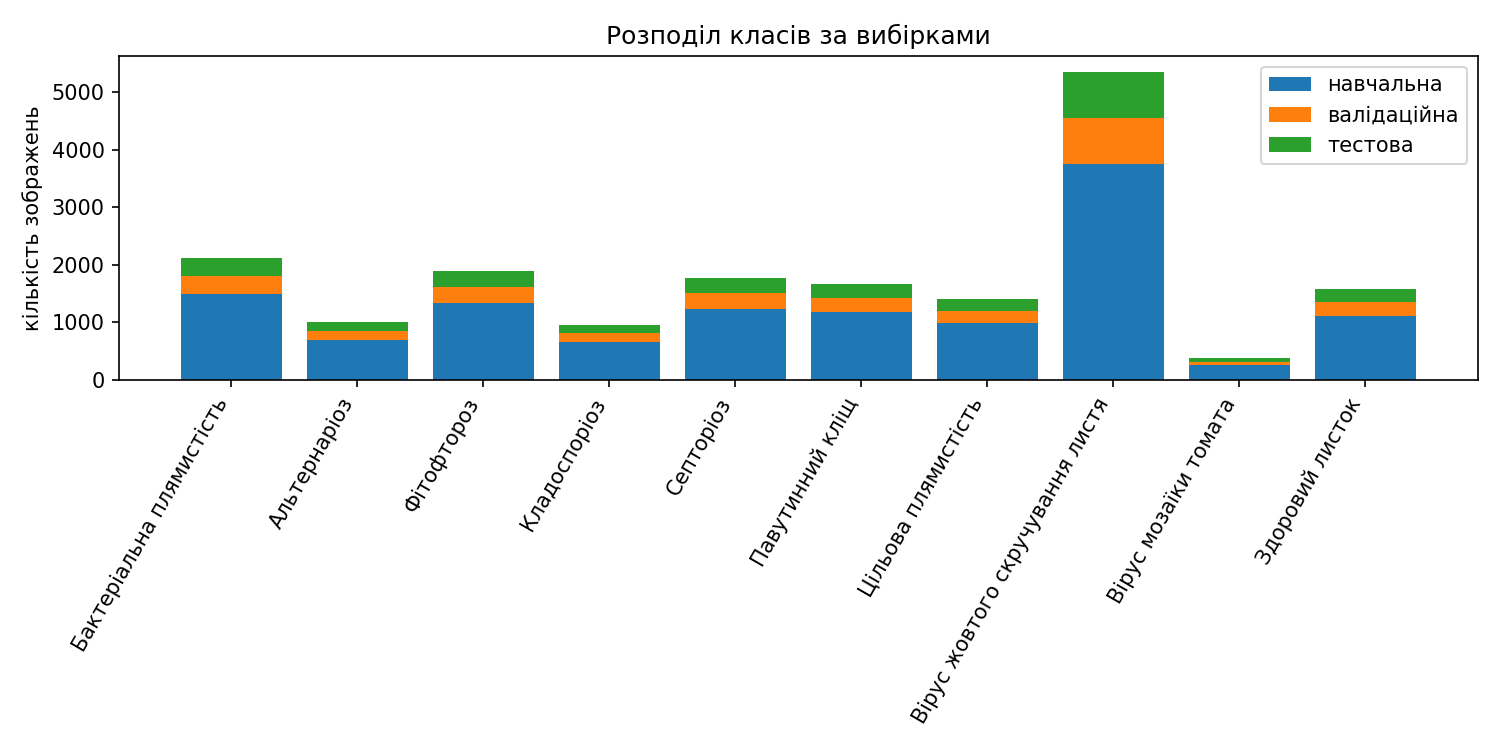 Розподіл класів за вибірками
кількість зображень
5000
4000
3000
2000
1000
0
навчальна
валідаційна
тестова
Бактеріальна плямистість
Альтернаріоз
Фітофтороз
Кладоспоріоз
Септоріоз
Павутинний кліщ
Цільова плямистість
Вірус жовтого скручування листя
Вірус мозаїки томата
Здоровий листок